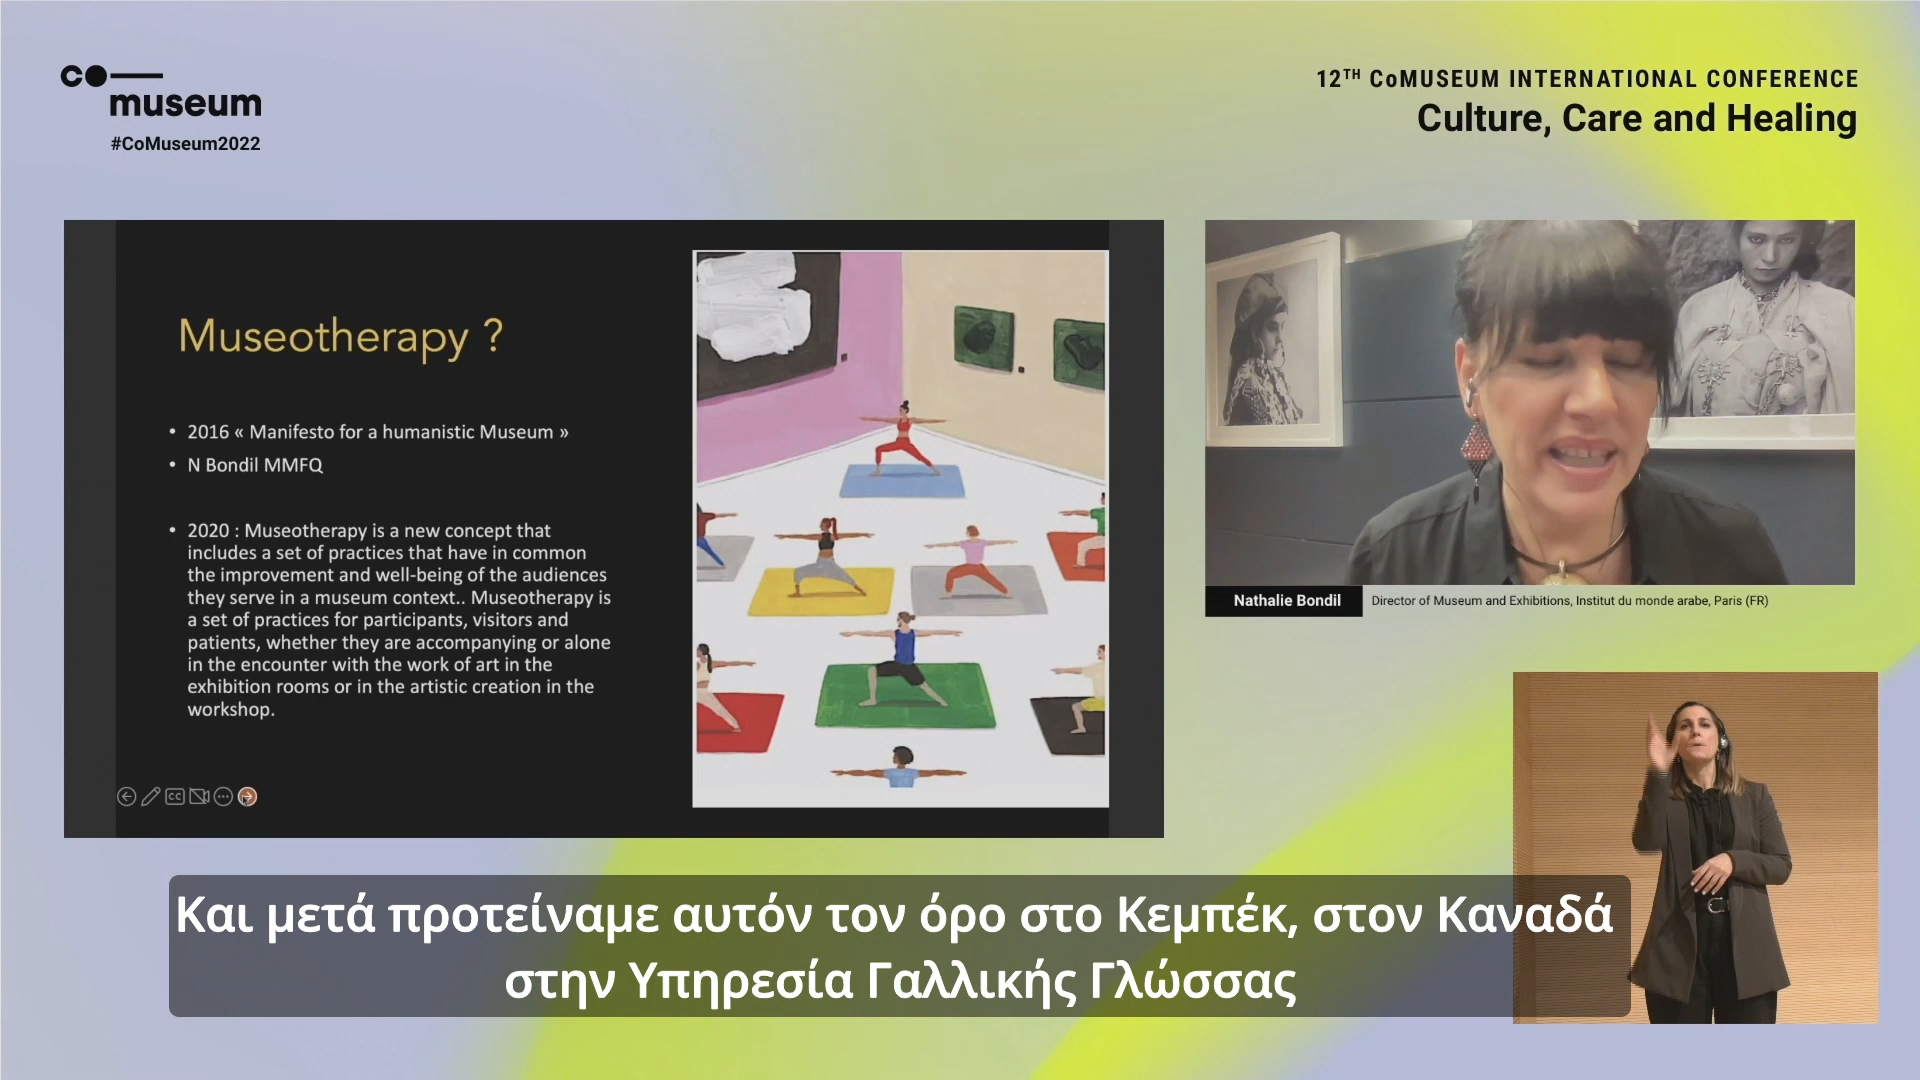 co
museum
#CoMuseum2022
12TH CoMUSEUM INTERNATIONAL CONFERENCE
Culture, Care and Healing
Museotherapy ?
• 2016 « Manifesto for a humanistic Museum »
• N Bondil MMFQ
• 2020 : Museotherapy is a new concept that
includes a set of practices that have in common
the improvement and well-being of the audiences
they serve in a museum context.. Museotherapy is
a set of practices for participants, visitors and
patients, whether they are accompanying or alone
in the encounter with the work of art in the
exhibition rooms or in the artistic creation in the
workshop.
CC
Nathalie Bondil
Director of Museum and Exhibitions, Institut du monde arabe, Paris (FR)
Και μετά προτείναμε αυτόν τον όρο στο Κεμπέκ, στον Καναδά
στην Υπηρεσία Γαλλικής Γλώσσας